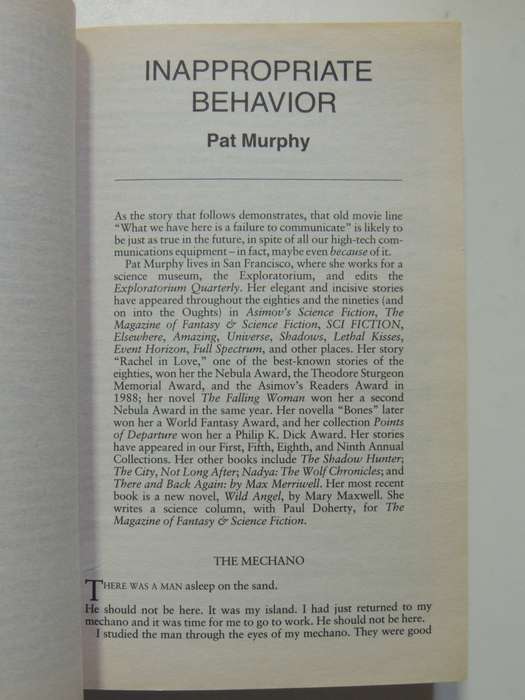 INAPPROPRIATE
BEHAVIOR
Pat Murphy
As the story that follows demonstrates, that old movie line
"What we have here is a failure to communicate" is likely to
be just as true in the future, in spite of all our high-tech com-
munications equipment – in fact, maybe even because of it.
Pat Murphy lives in San Francisco, where she works for a
science museum, the Exploratorium, and edits the
Exploratorium Quarterly. Her elegant and incisive stories
have appeared throughout the eighties and the nineties (and
on into the Oughts) in Asimov's Science Fiction, The
Magazine of Fantasy & Science Fiction, SCI FICTION,
Elsewhere, Amazing, Universe, Shadows, Lethal Kisses,
Event Horizon, Full Spectrum, and other places. Her story
"Rachel in Love," one of the best-known stories of the
eighties, won her the Nebula Award, the Theodore Sturgeon
Memorial Award, and the Asimov's Readers Award in
1988; her novel The Falling Woman won her a second
Nebula Award in the same year. Her novella "Bones" later
won her a World Fantasy Award, and her collection Points
of Departure won her a Philip K. Dick Award. Her stories
have appeared in our First, Fifth, Eighth, and Ninth Annual
Collections. Her other books include The Shadow Hunter;
The City, Not Long After; Nadya: The Wolf Chronicles; and
There and Back Again: by Max Merriwell. Her most recent
book is a new novel, Wild Angel, by Mary Maxwell. She
writes a science column, with Paul Doherty, for The
Magazine of Fantasy & Science Fiction.
THE MECHANO
THERE WAS A MAN asleep on the sand.
He should not be here. It was my island. I had just returned to my
mechano and it was time for me to go to work. He should not be here.
I studied the man through the eyes of my mechano. They were good